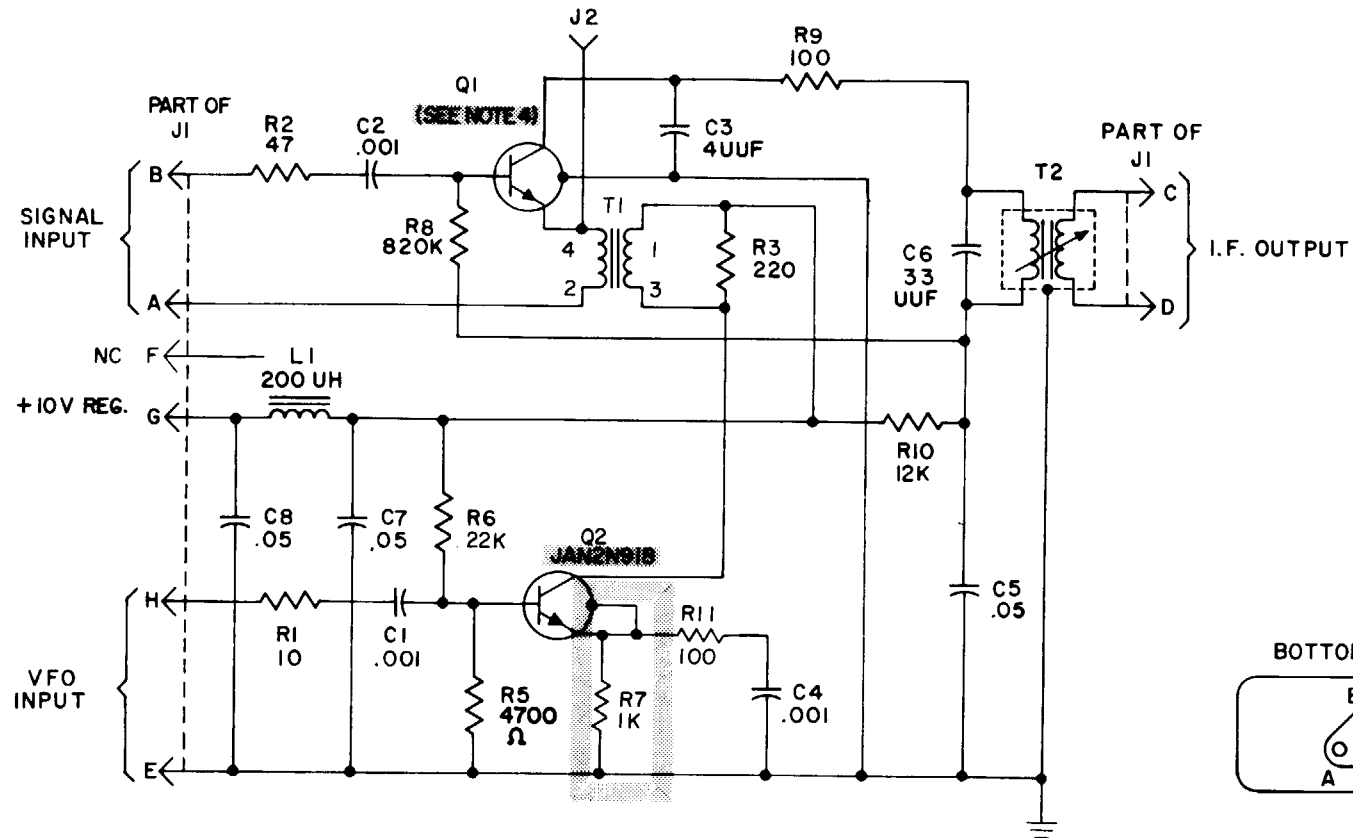 J2
R9
100
Q1
(SEE NOTE 4)
PART OF
J1
R2
47
C2
.001
C3
4UUF
PART OF
J1
B
T2
C
SIGNAL
INPUT
R8
820K
T1
4
1
2
3
R3
220
C6
33
UUF
I.F. OUTPUT
A
D
NC
F
L1
200 UH
+10V REG.
G
R10
12K
C8
.05
C7
.05
R6
22K
Q2
JAN2N918
C5
.05
H
R1
10
C1
.001
R11
100
VFO
INPUT
R5
4700
Ω
R7
1K
C4
.001
E
BOTTO
A